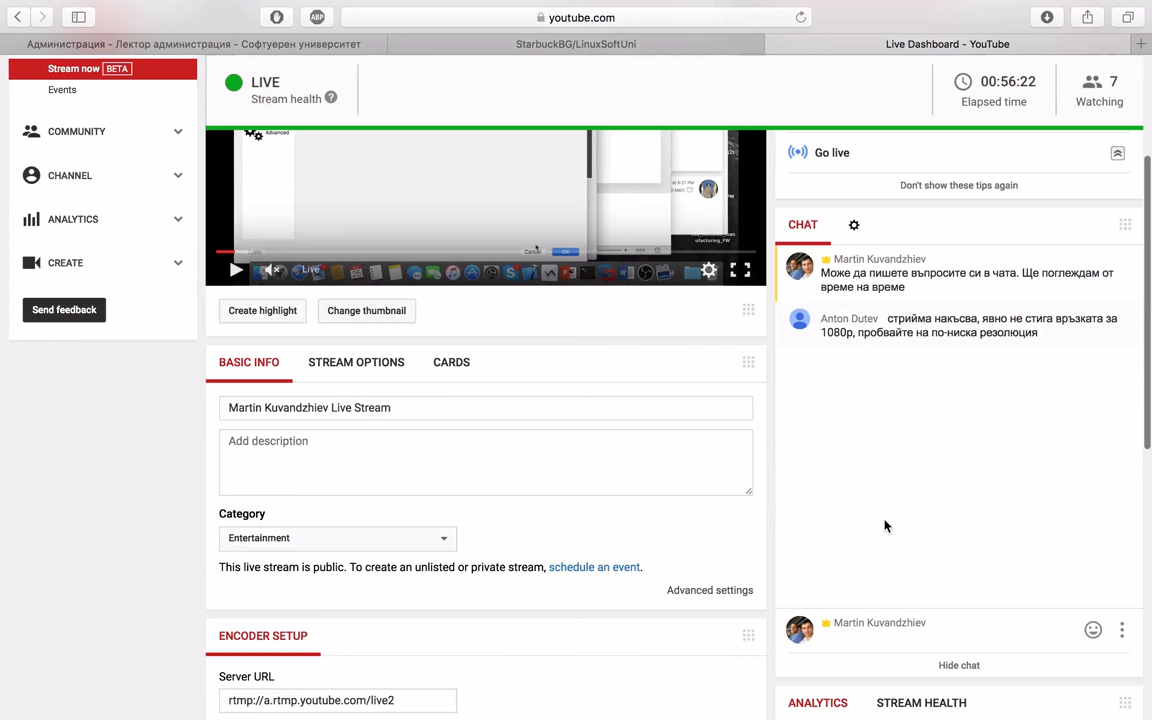 ABP
youtube.com
Администрация - Лектор администрация - Софтуерен университет
StarbuckBG/LinuxSoftUni
Live Dashboard - YouTube
Stream now BETA
Events
COMMUNITY
CHANNEL
ANALYTICS
CREATE
Send feedback
LIVE
Stream health ?
00:56:22
Elapsed time
7
Watching
Advanced
Cancel
OK
Live
Create highlight
Change thumbnail
BASIC INFO
STREAM OPTIONS
CARDS
Martin Kuvandzhiev Live Stream
Add description
Category
Entertainment
This live stream is public. To create an unlisted or private stream, schedule an event.
Advanced settings
ENCODER SETUP
Server URL
rtmp://a.rtmp.youtube.com/live2
Go live
Don't show these tips again
CHAT
Martin Kuvandzhiev
Може да пишете въпросите си в чата. Ще поглеждам от
време на време
Anton Dutev стрийма накъсва, явно не стига връзката за
1080p, пробвайте на по-ниска резолюция
Martin Kuvandzhiev
Hide chat
ANALYTICS
STREAM HEALTH